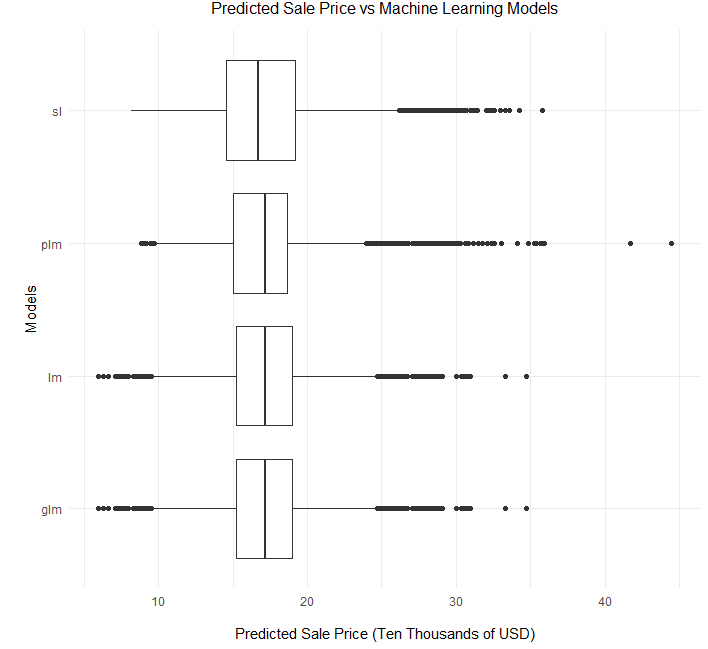 Predicted Sale Price vs Machine Learning Models
sl
plm
lm
glm
Models
10 20 30 40
Predicted Sale Price (Ten Thousands of USD)